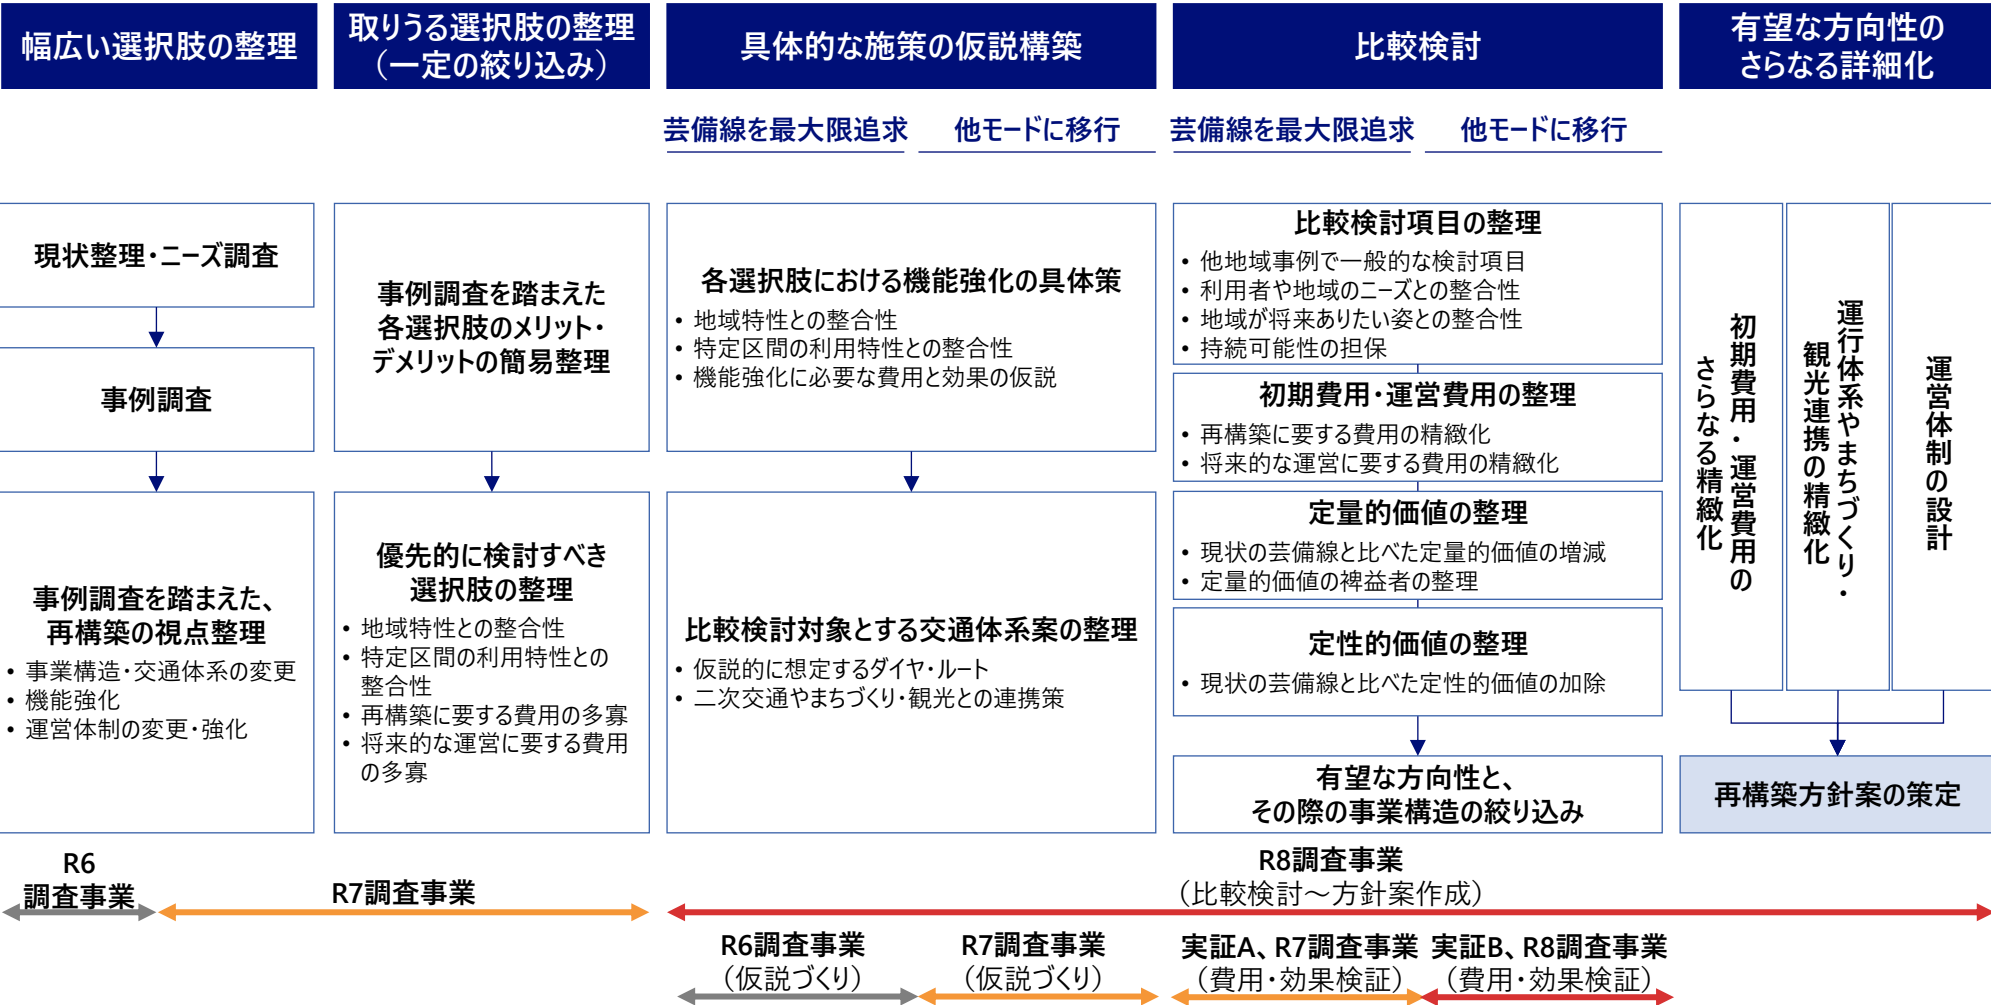 幅広い選択肢の整理
取りうる選択肢の整理
（一定の絞り込み）
具体的な施策の仮説構築
比較検討
有望な方向性の
さらなる詳細化
芸備線を最大限追求
他モードに移行
芸備線を最大限追求
他モードに移行
現状整理・ニーズ調査
事例調査
事例調査を踏まえた、
再構築の視点整理
• 事業構造・交通体系の変更
• 機能強化
• 運営体制の変更・強化
事例調査を踏まえた
各選択肢のメリット・
デメリットの簡易整理
優先的に検討すべき
選択肢の整理
• 地域特性との整合性
• 特定区間の利用特性との
整合性
• 再構築に要する費用の多寡
• 将来的な運営に要する費用
の多寡
各選択肢における機能強化の具体策
• 地域特性との整合性
• 特定区間の利用特性との整合性
• 機能強化に必要な費用と効果の仮説
比較検討対象とする交通体系案の整理
• 仮説的に想定するダイヤ・ルート
• 二次交通やまちづくり・観光との連携策
比較検討項目の整理
• 他地域事例で一般的な検討項目
• 利用者や地域のニーズとの整合性
• 地域が将来ありたい姿との整合性
• 持続可能性の担保
初期費用・運営費用の整理
• 再構築に要する費用の精緻化
• 将来的な運営に要する費用の精緻化
定量的価値の整理
• 現状の芸備線と比べた定量的価値の増減
• 定量的価値の裨益者の整理
定性的価値の整理
• 現状の芸備線と比べた定性的価値の加除
有望な方向性と、
その際の事業構造の絞り込み
初期費用・運営費用の
さらなる精緻化
運行体系やまちづくり・
観光連携の精緻化
運営体制の設計
再構築方針案の策定
R6
調査事業
R7調査事業
R8調査事業
（比較検討～方針案作成）
R6調査事業
（仮説づくり）
R7調査事業
（仮説づくり）
実証A、R7調査事業
（費用・効果検証）
実証B、R8調査事業
（費用・効果検証）